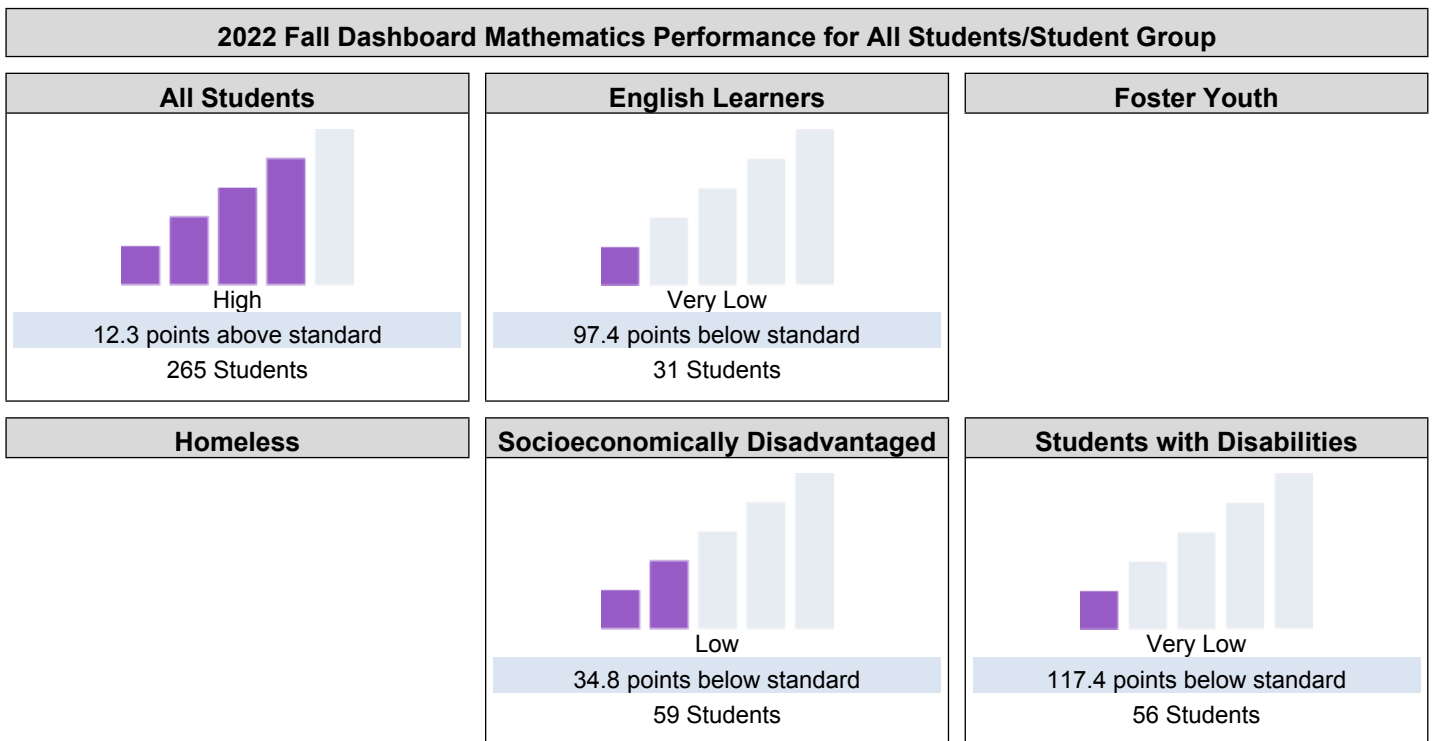 2022 Fall Dashboard Mathematics Performance for All Students/Student Group
All Students
High
12.3 points above standard
265 Students
English Learners
Very Low
97.4 points below standard
31 Students
Foster Youth
Homeless
Socioeconomically Disadvantaged
Low
34.8 points below standard
59 Students
Students with Disabilities
Very Low
117.4 points below standard
56 Students